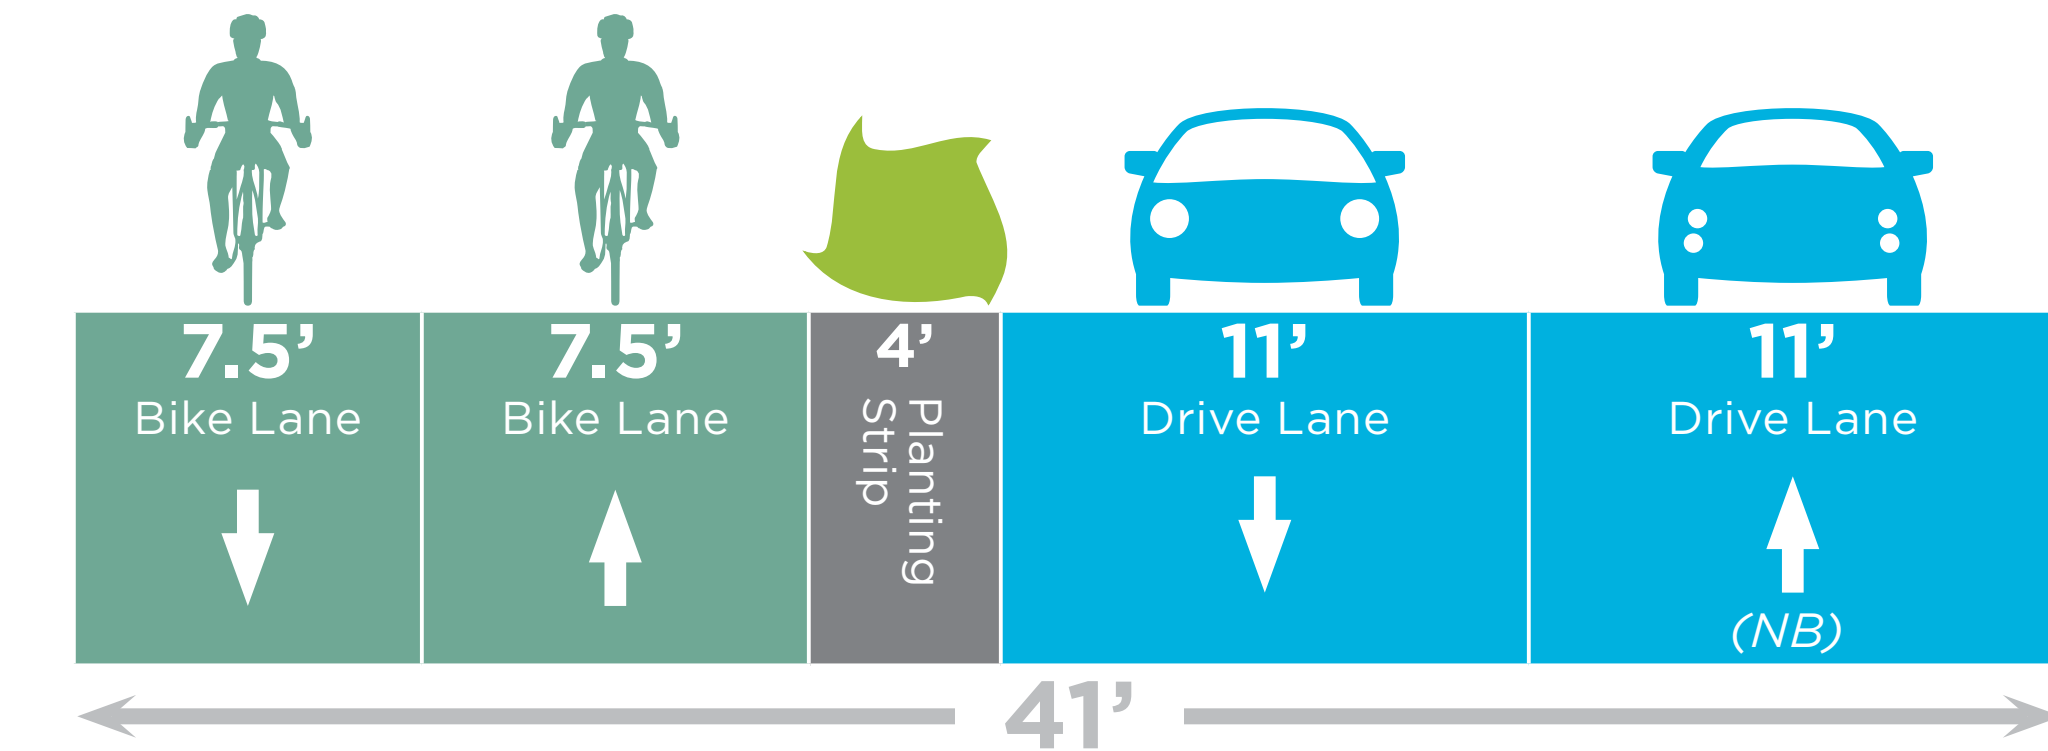 7.5’
Bike Lane
7.5’
Bike Lane
4’
Planting
Strip
11’
Drive Lane
11’
Drive Lane
(NB)
41’